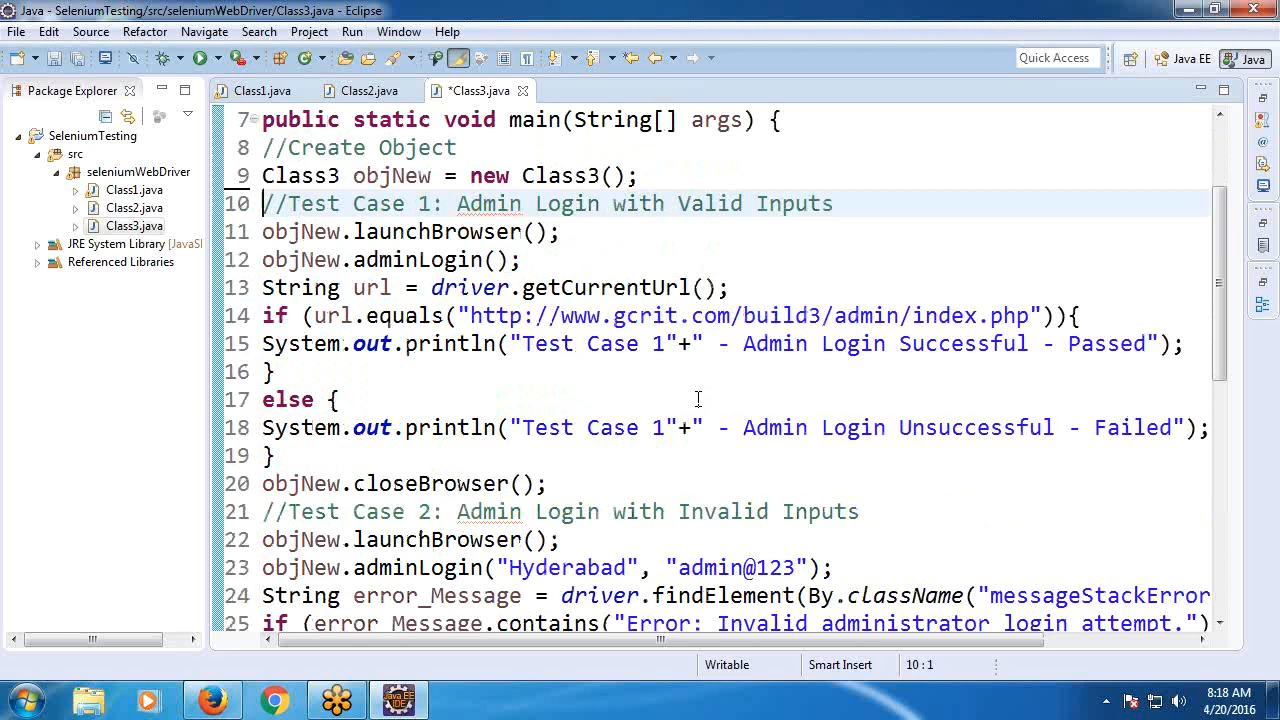 Java - SeleniumTesting/src/seleniumWebDriver/Class3.java - Eclipse
File Edit Source Refactor Navigate Search Project Run Window Help
Quick Access
Java EE
Java
Package Explorer
Class1.java
Class2.java
*Class3.java
SeleniumTesting
src
seleniumWebDriver
Class1.java
Class2.java
Class3.java
JRE System Library [JavaSI
Referenced Libraries
7 public static void main(String[] args) {
8 //Create Object
9 Class3 objNew = new Class3();
10 //Test Case 1: Admin Login with Valid Inputs
11 objNew.launchBrowser();
12 objNew.adminLogin();
13 String url = driver.getCurrentUrl();
14 if (url.equals("http://www.gcrit.com/build3/admin/index.php")){
15 System.out.println("Test Case 1"+" - Admin Login Successful - Passed");
16 }
17 else {
18 System.out.println("Test Case 1"+" - Admin Login Unsuccessful - Failed");
19 }
20 objNew.closeBrowser();
21 //Test Case 2: Admin Login with Invalid Inputs
22 objNew.launchBrowser();
23 objNew.adminLogin("Hyderabad", "admin@123");
24 String error_Message = driver.findElement(By.className("messageStackError
25 if (error_Message.contains("Error: Invalid administrator login attempt.")
Writable
Smart Insert
10 : 1
Java EE
IDE
8:18 AM
4/20/2016